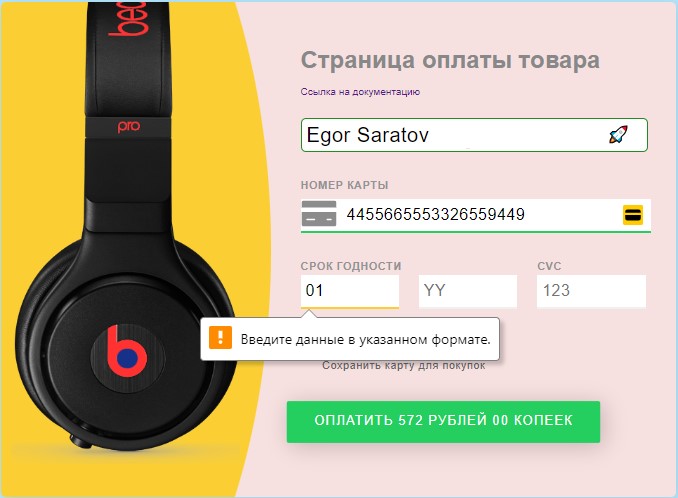 bea
pro
Страница оплаты товара
Ссылка на документацию
Egor Saratov
НОМЕР КАРТЫ
4455665553326559449
СРОК ГОДНОСТИ
CVC
01
YY
123
Введите данные в указанном формате.
Сохранить карту для покупок
b
ОПЛАТИТЬ 572 РУБЛЕЙ 00 КОПЕЕК